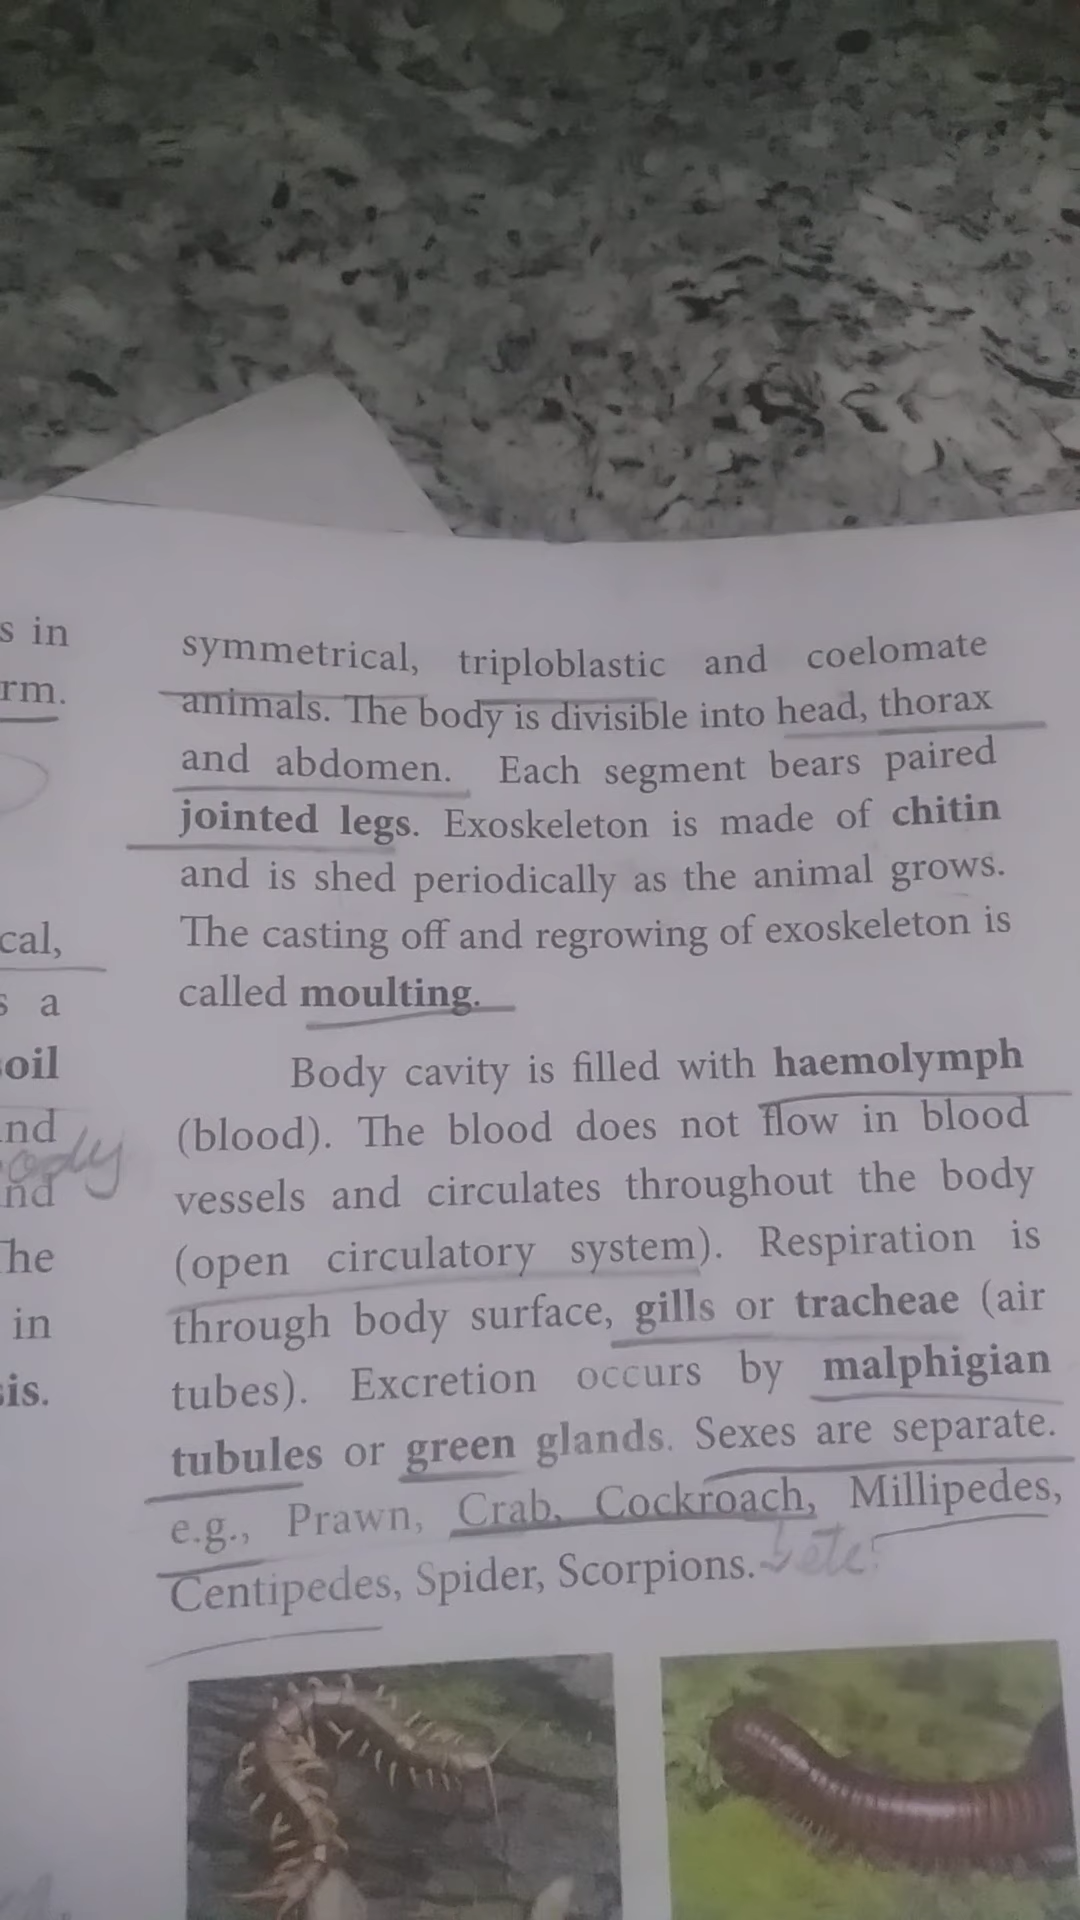 s in
rm.
cal,
s a
oil
nd
ody
nd
he
in
sis.
symmetrical, triploblastic and coelomate
animals. The body is divisible into head, thorax
and abdomen. Each segment bears paired
jointed legs. Exoskeleton is made of chitin
and is shed periodically as the animal grows.
The casting off and regrowing of exoskeleton is
called moulting.
Body cavity is filled with haemolymph
(blood). The blood does not flow in blood
vessels and circulates throughout the body
(open circulatory system). Respiration is
through body surface, gills or tracheae (air
tubes). Excretion occurs by malphigian
tubules or green glands. Sexes are separate.
e.g., Prawn, Crab, Cockroach, Millipedes,
Centipedes, Spider, Scorpions. etc.